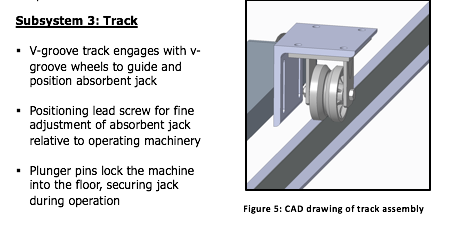 Subsystem 3: Track
▪ V-groove track engages with v-
groove wheels to guide and
position absorbent jack
▪ Positioning lead screw for fine
adjustment of absorbent jack
relative to operating machinery
▪ Plunger pins lock the machine
into the floor, securing jack
during operation
Figure 5: CAD drawing of track assembly